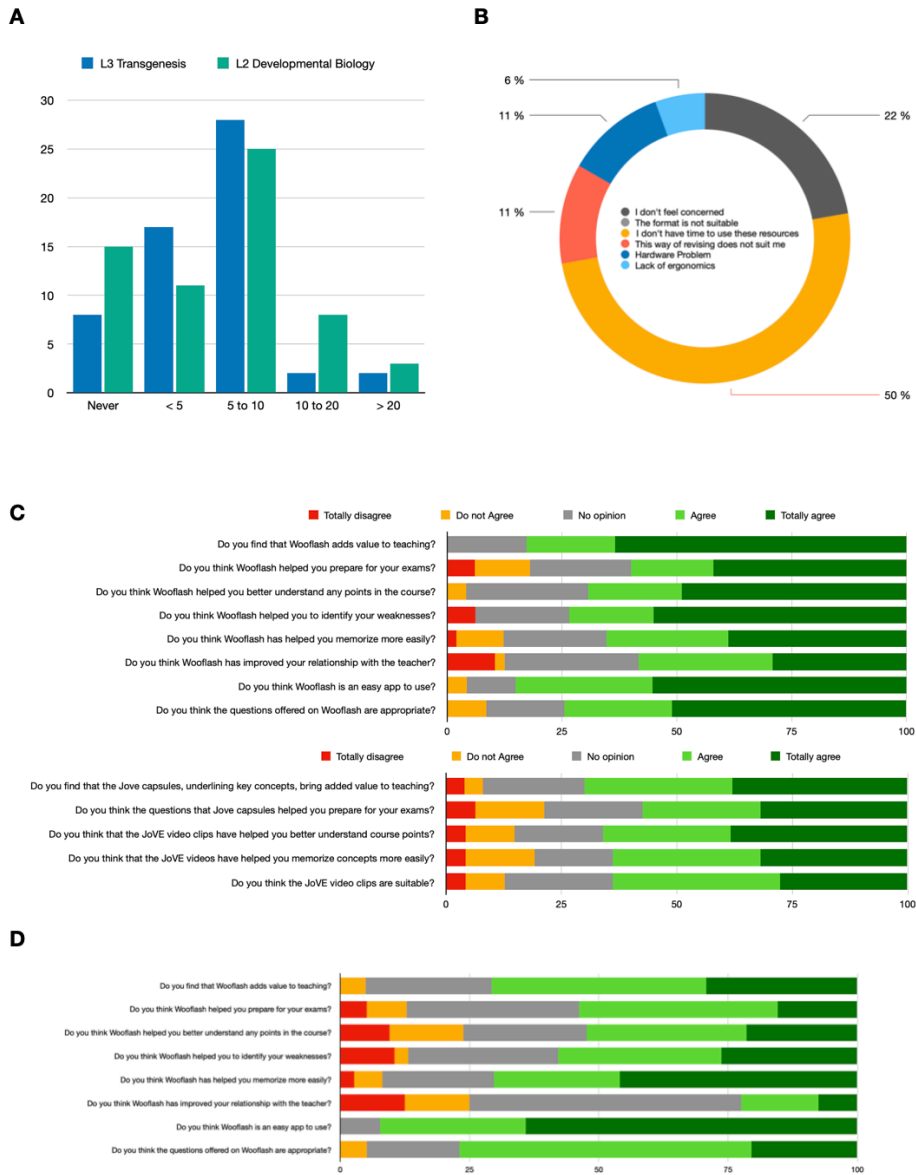 A
B
L3 Transgenesis L2 Developmental Biology
30
25
20
15
10
5
0
Never < 5 5 to 10 10 to 20 > 20
6 %
11 %
11 %
22 %
50 %
I don't feel concerned
The format is not suitable
I don't have time to use these resources
This way of revising does not suit me
Hardware Problem
Lack of ergonomics
C
Totally disagree Do not Agree No opinion Agree Totally agree
Do you find that Wooflash adds value to teaching?
Do you think Wooflash helped you prepare for your exams?
Do you think Wooflash helped you better understand any points in the course?
Do you think Wooflash helped you to identify your weaknesses?
Do you think Wooflash has helped you memorize more easily?
Do you think Wooflash has improved your relationship with the teacher?
Do you think Wooflash is an easy app to use?
Do you think the questions offered on Wooflash are appropriate?
0 25 50 75 100
Totally disagree Do not Agree No opinion Agree Totally agree
Do you find that the Jove capsules, underlining key concepts, bring added value to teaching?
Do you think the questions that Jove capsules helped you prepare for your exams?
Do you think that the JoVE video clips have helped you better understand course points?
Do you think that the JoVE videos have helped you memorize concepts more easily?
Do you think the JoVE video clips are suitable?
0 25 50 75 100
D
Do you find that Wooflash adds value to teaching?
Do you think Wooflash helped you prepare for your exams?
Do you think Wooflash helped you better understand any points in the course?
Do you think Wooflash helped you to identify your weaknesses?
Do you think Wooflash has helped you memorize more easily?
Do you think Wooflash has improved your relationship with the teacher?
Do you think Wooflash is an easy app to use?
Do you think the questions offered on Wooflash are appropriate?
0 25 50 75 100